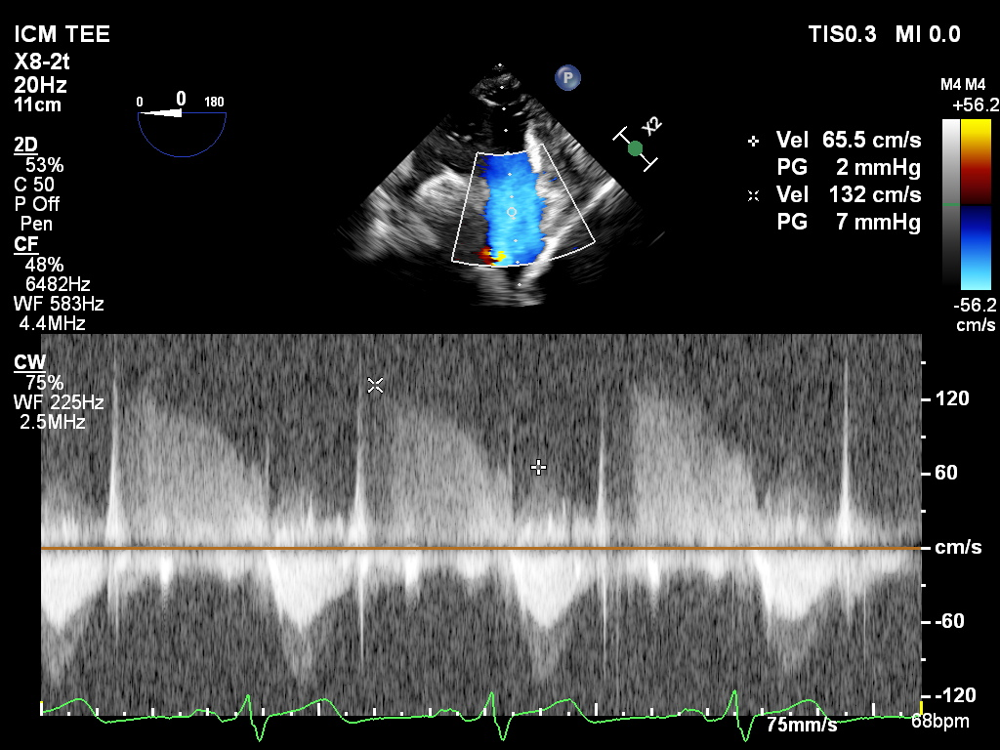 ICM TEE
X8-2t
20Hz
11cm
TIS0.3 MI 0.0
0 0 180
P
X2
M4 M4
+56.2
-56.2
cm/s
2D
53%
C 50
P Off
Pen
CF
48%
6482Hz
WF 583Hz
4.4MHz
Vel 65.5 cm/s
PG 2 mmHg
Vel 132 cm/s
PG 7 mmHg
CW
75%
WF 225Hz
2.5MHz
120
60
cm/s
-60
-120
75mm/s
68bpm